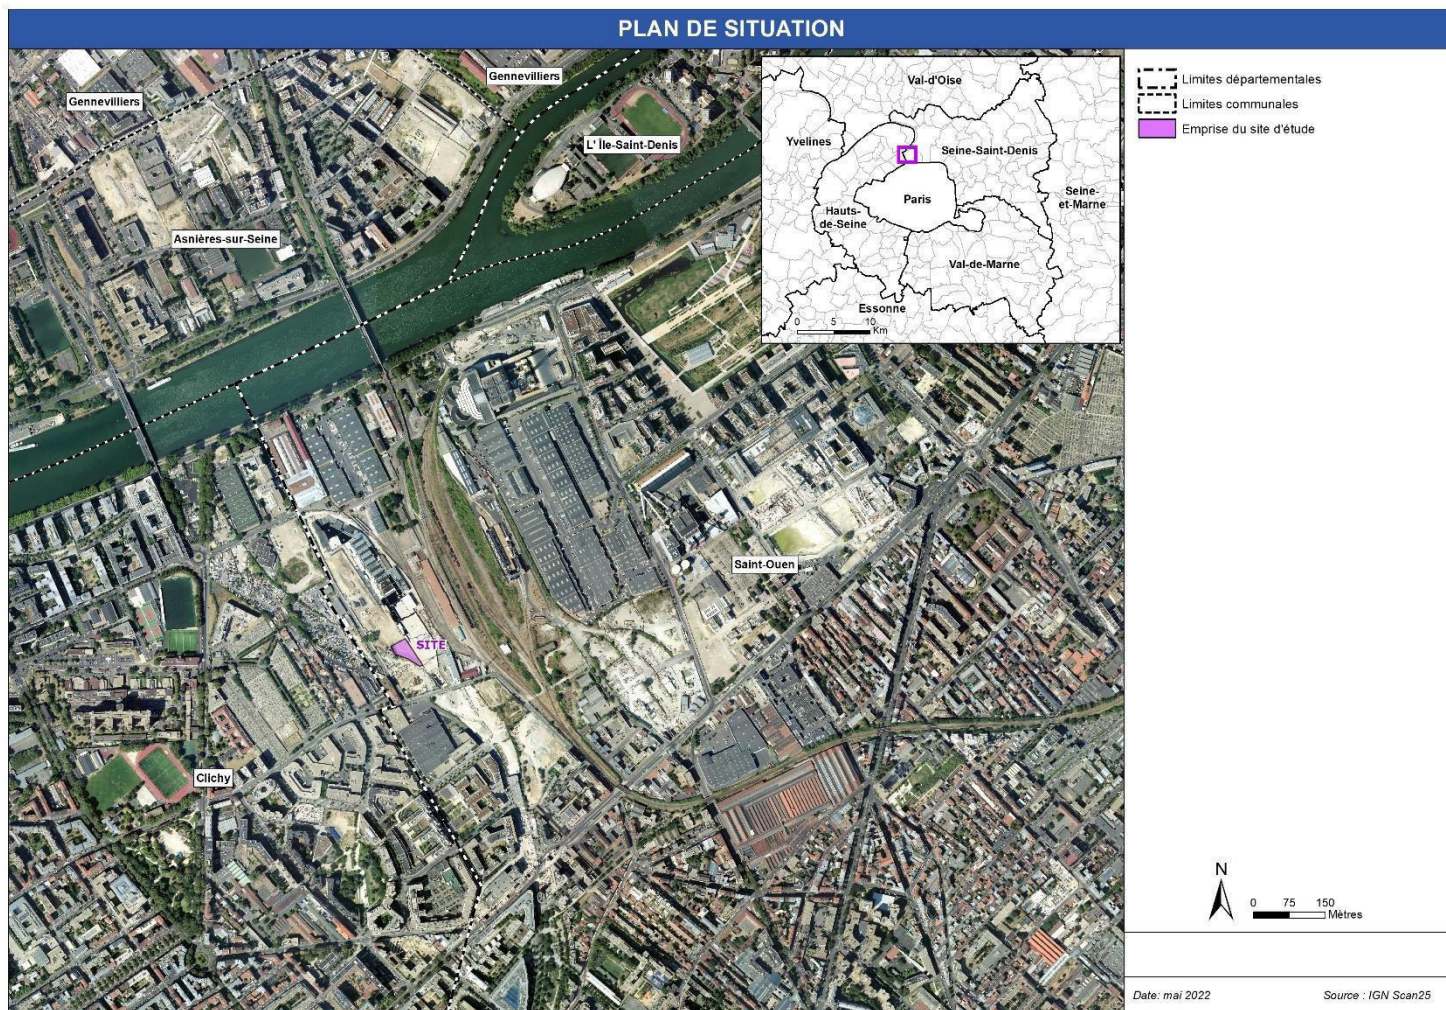 PLAN DE SITUATION
Gennevilliers
Gennevilliers
L' Île-Saint-Denis
Asnières-sur-Seine
Saint-Ouen
SITE
Clichy
Val-d'Oise
Yvelines
Seine-Saint-Denis
Seine-
et-Marne
Paris
Hauts-
de-Seine
Val-de-Marne
Essonne
0 5 10
Km
Limites départementales
Limites communales
Emprise du site d'étude
N
0 75 150
Mètres
Date: mai 2022
Source : IGN Scan25